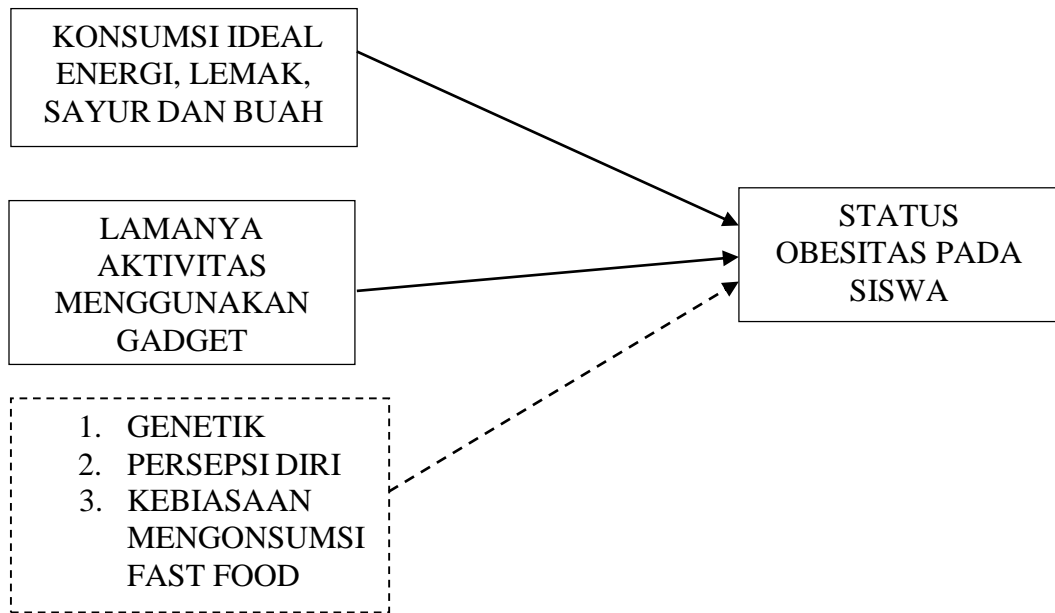 KONSUMSI IDEAL
ENERGI, LEMAK,
SAYUR DAN BUAH
LAMANYA
AKTIVITAS
MENGGUNAKAN
GADGET
STATUS
OBESITAS PADA
SISWA
1. GENETIK
2. PERSEPSI DIRI
3. KEBIASAAN
MENGONSUMSI
FAST FOOD